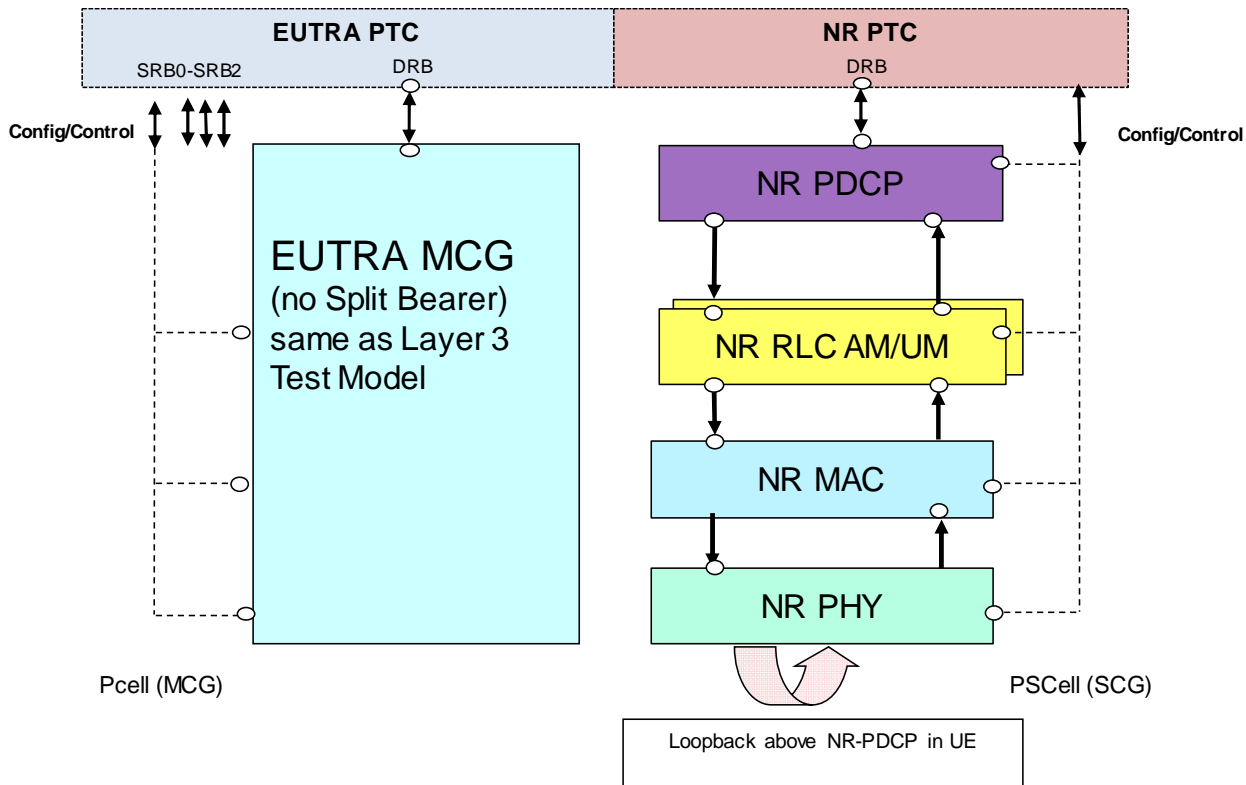 EUTRA PTC
NR PTC
SRB0-SRB2
DRB
DRB
Config/Control
Config/Control
NR PDCP
EUTRA MCG
(no Split Bearer)
same as Layer 3
Test Model
NR RLC AM/UM
NR MAC
NR PHY
Pcell (MCG)
PSCell (SCG)
Loopback above NR-PDCP in UE